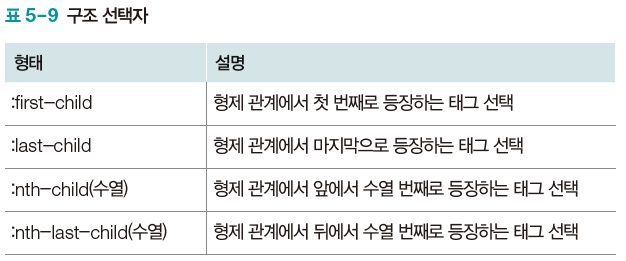 표 5-9 구조 선택자
형태 설명
:first-child 형제 관계에서 첫 번째로 등장하는 태그 선택
:last-child 형제 관계에서 마지막으로 등장하는 태그 선택
:nth-child(수열) 형제 관계에서 앞에서 수열 번째로 등장하는 태그 선택
:nth-last-child(수열) 형제 관계에서 뒤에서 수열 번째로 등장하는 태그 선택